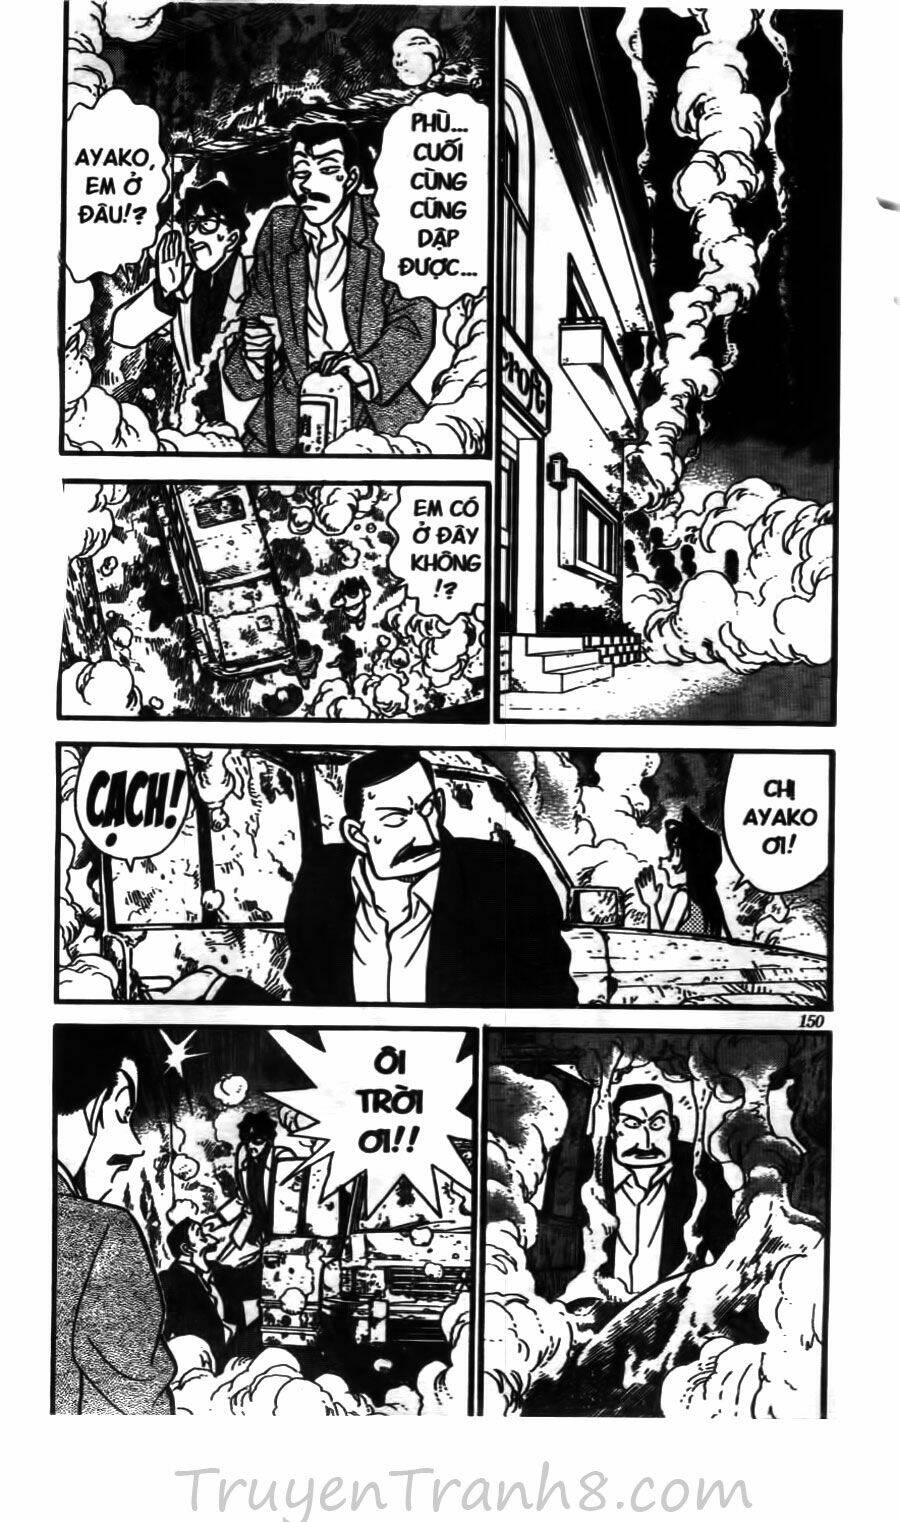 PHÙ...
CUỐI
CÙNG
CŨNG
DẬP
ĐƯỢC...
AYAKO,
EM Ở
ĐÂU!?
croft
EM CÓ
Ở ĐÂY
KHÔNG
!?
CẠCH!
CHỊ
AYAKO
ƠI!
150
ÔI
TRỜI
ƠI!!
TruyenTranh8.com